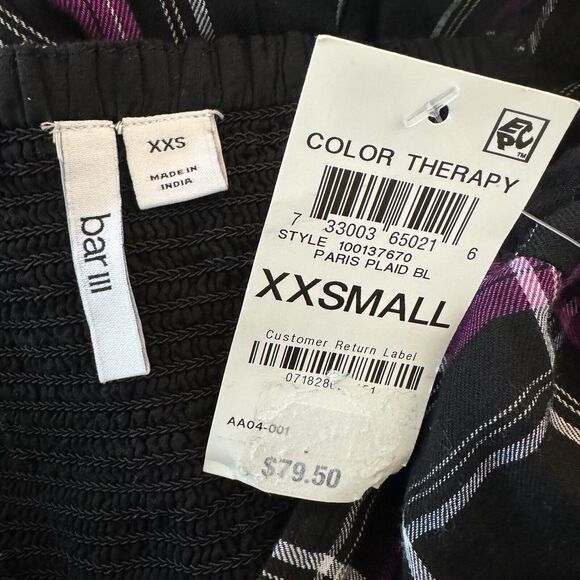 XXS
MADE IN
INDIA
bar III
EPLV™
COLOR THERAPY
7 33003 65021 6
STYLE 100137670
PARIS PLAID BL
XXSMALL
Customer Return Label
AA04-001
$79.50